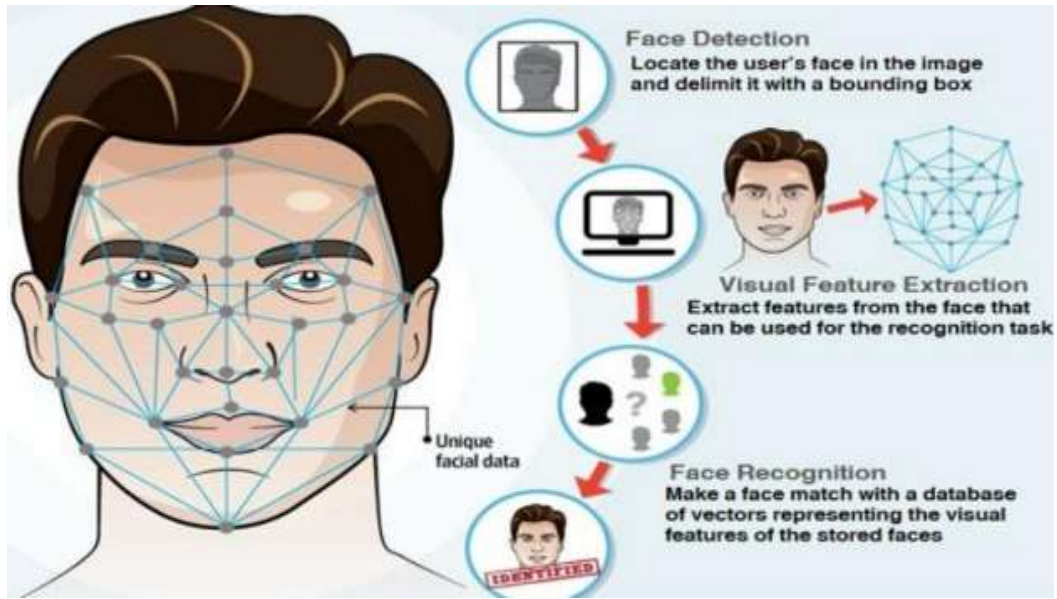 Face Detection
Locate the user's face in the image
and delimit it with a bounding box
Visual Feature Extraction
Extract features from the face that
can be used for the recognition task
Unique
facial data
Face Recognition
Make a face match with a database
of vectors representing the visual
features of the stored faces
?
IDENTIFIED